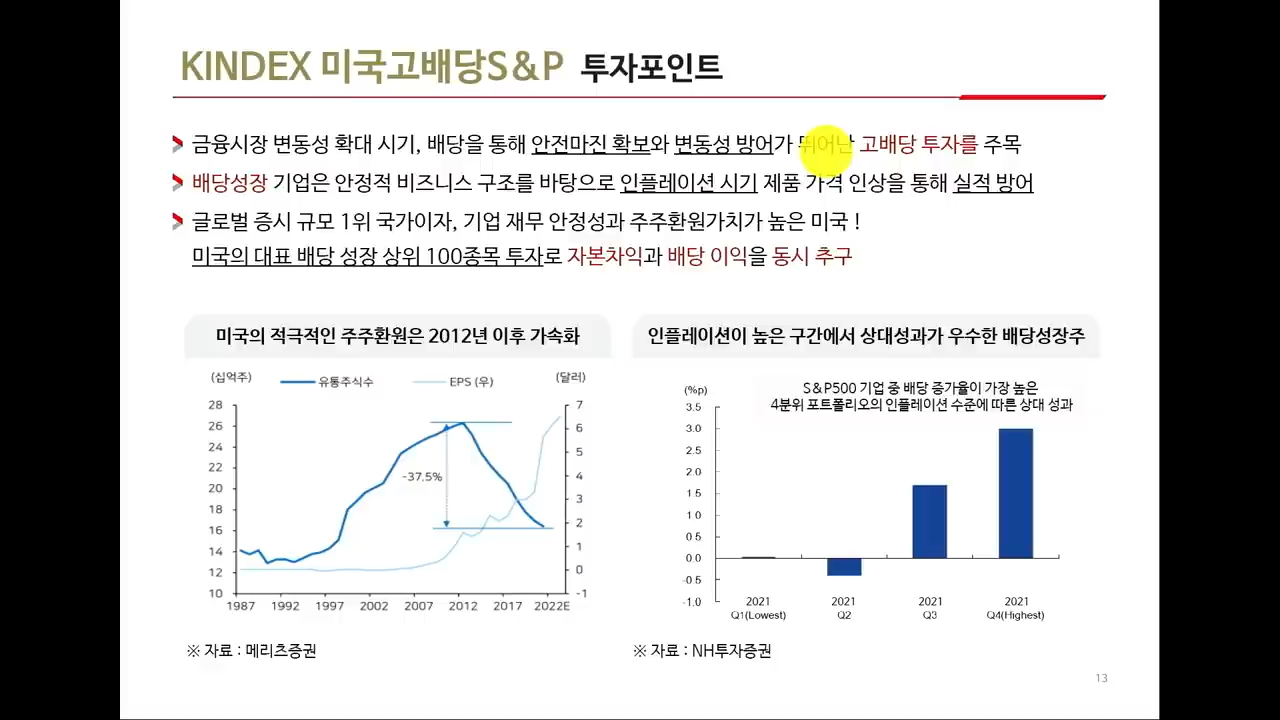 KINDEX 미국고배당S&P 투자포인트
금융시장 변동성 확대 시기, 배당을 통해 안전마진 확보와 변동성 방어가 뛰어난 고배당 투자를 주목
배당성장 기업은 안정적 비즈니스 구조를 바탕으로 인플레이션 시기 제품 가격 인상을 통해 실적 방어
글로벌 증시 규모 1위 국가이자, 기업 재무 안정성과 주주환원가치가 높은 미국 !
미국의 대표 배당 성장 상위 100종목 투자로 자본차익과 배당 이익을 동시 추구
미국의 적극적인 주주환원은 2012년 이후 가속화
(십억주) 유통주식수 EPS (우) (달러)
28 7
26 6
24 5
22 4
20 3
18 2
16 1
14 0
12 -1
10
-37.5%
1987 1992 1997 2002 2007 2012 2017 2022E
※ 자료 : 메리츠증권
인플레이션이 높은 구간에서 상대성과가 우수한 배당성장주
(%p)
S&P500 기업 중 배당 증가율이 가장 높은
4분위 포트폴리오의 인플레이션 수준에 따른 상대 성과
3.5
3.0
2.5
2.0
1.5
1.0
0.5
0.0
-0.5
-1.0
2021 2021 2021 2021
Q1(Lowest) Q2 Q3 Q4(Highest)
※ 자료 : NH투자증권
13